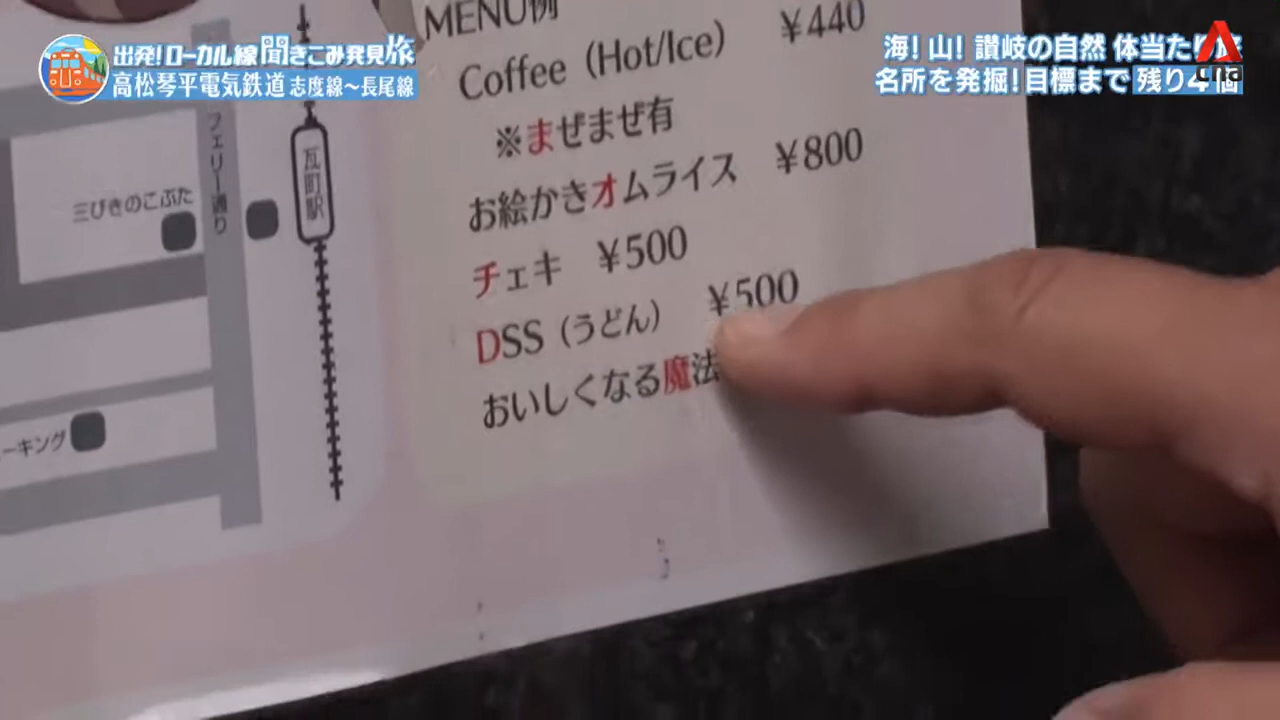 出発!ローカル線 聞きこみ発見旅
高松琴平電気鉄道 志度線〜長尾線
海! 山! 讃岐の自然 体当たり
名所を発掘! 目標まで 残り4個
cna
フェリー通り
瓦町駅
三びきのこぶた
ーキング
MENU例
Coffee (Hot/Ice) ¥440
※まぜまぜ有
お絵かきオムライス ¥800
チェキ ¥500
DSS (うどん) ¥500
おいしくなる魔法